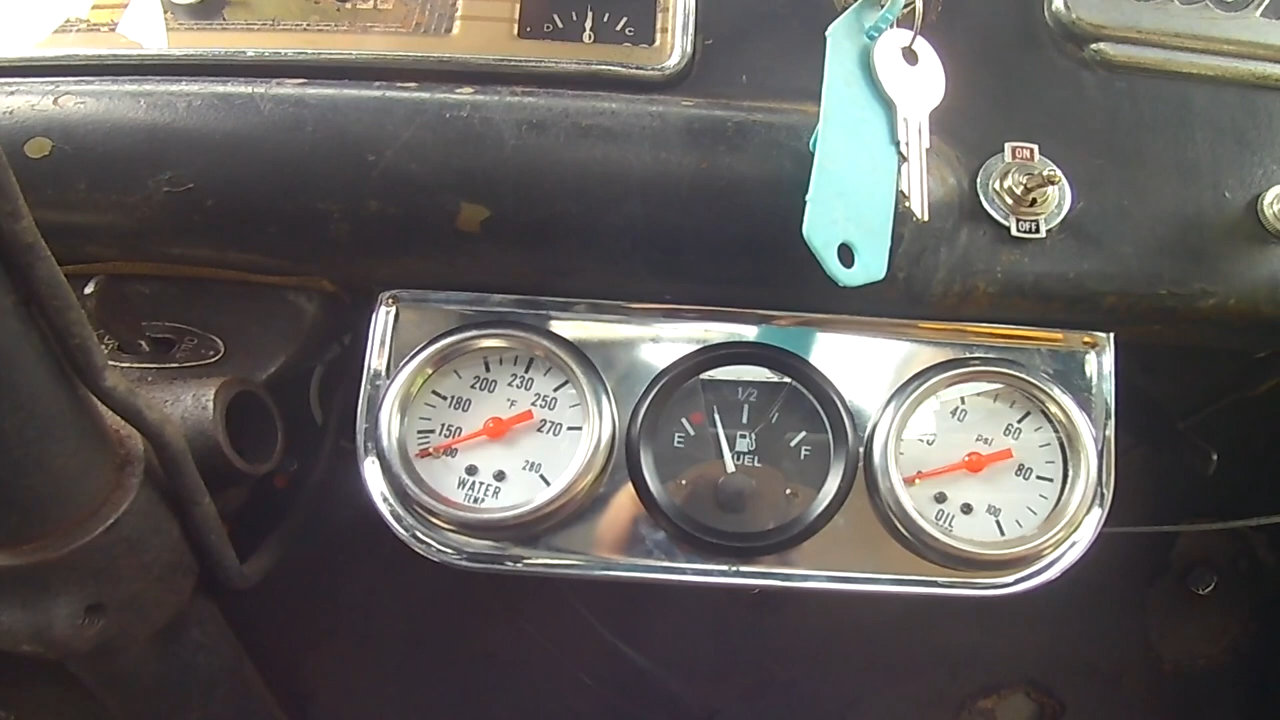 D C
ON
OFF
200 230
180 °F 250
150 270
100
280
WATER
TEMP
1/2
E F
FUEL
40 60
psi
80
100
OIL